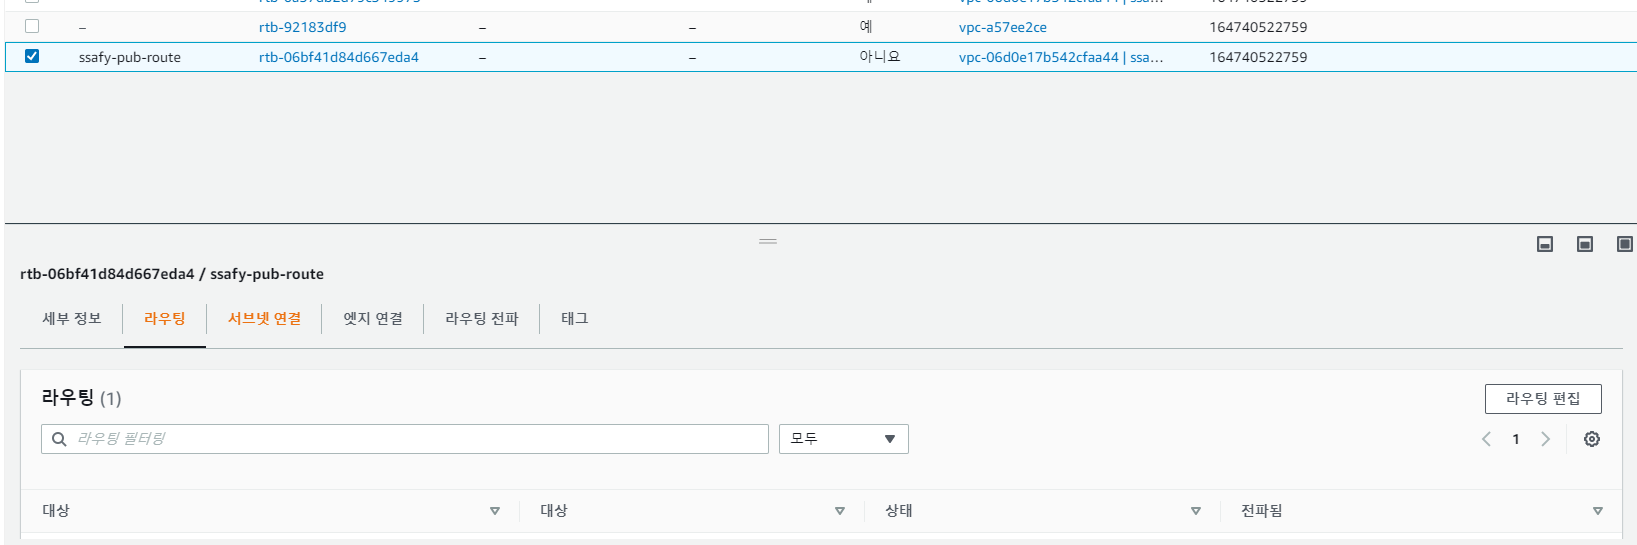 – rtb-92183df9 – – 예 vpc-a57ee2ce 164740522759
ssafy-pub-route rtb-06bf41d84d667eda4 – – 아니요 vpc-06d0e17b542cfaa44 | ssa... 164740522759
rtb-06bf41d84d667eda4 / ssafy-pub-route
세부 정보 라우팅 서브넷 연결 엣지 연결 라우팅 전파 태그
라우팅 (1) 라우팅 편집
라우팅 필터링 모두 1
대상 대상 상태 전파됨